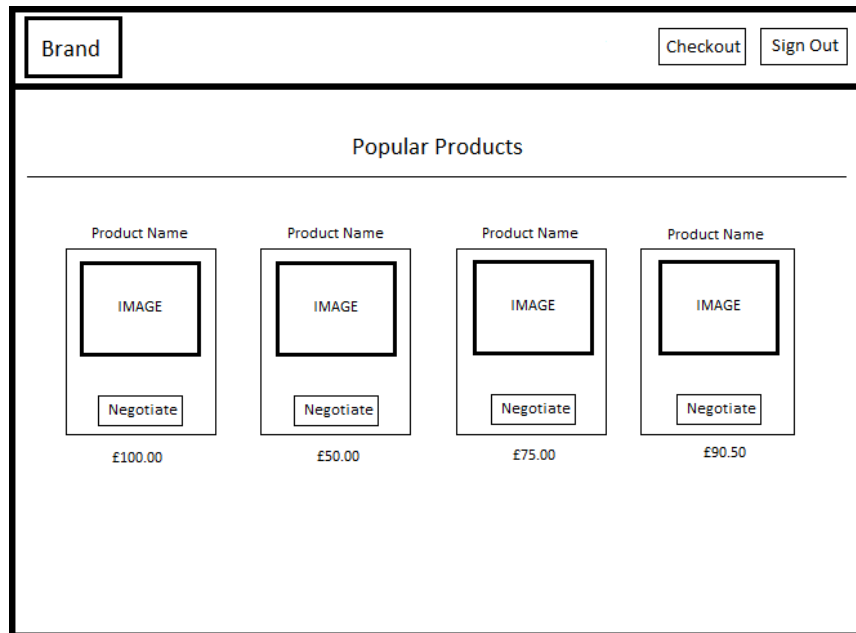 Brand
Checkout
Sign Out
Popular Products
Product Name
Product Name
Product Name
Product Name
IMAGE
IMAGE
IMAGE
IMAGE
Negotiate
Negotiate
Negotiate
Negotiate
£100.00
£50.00
£75.00
£90.50